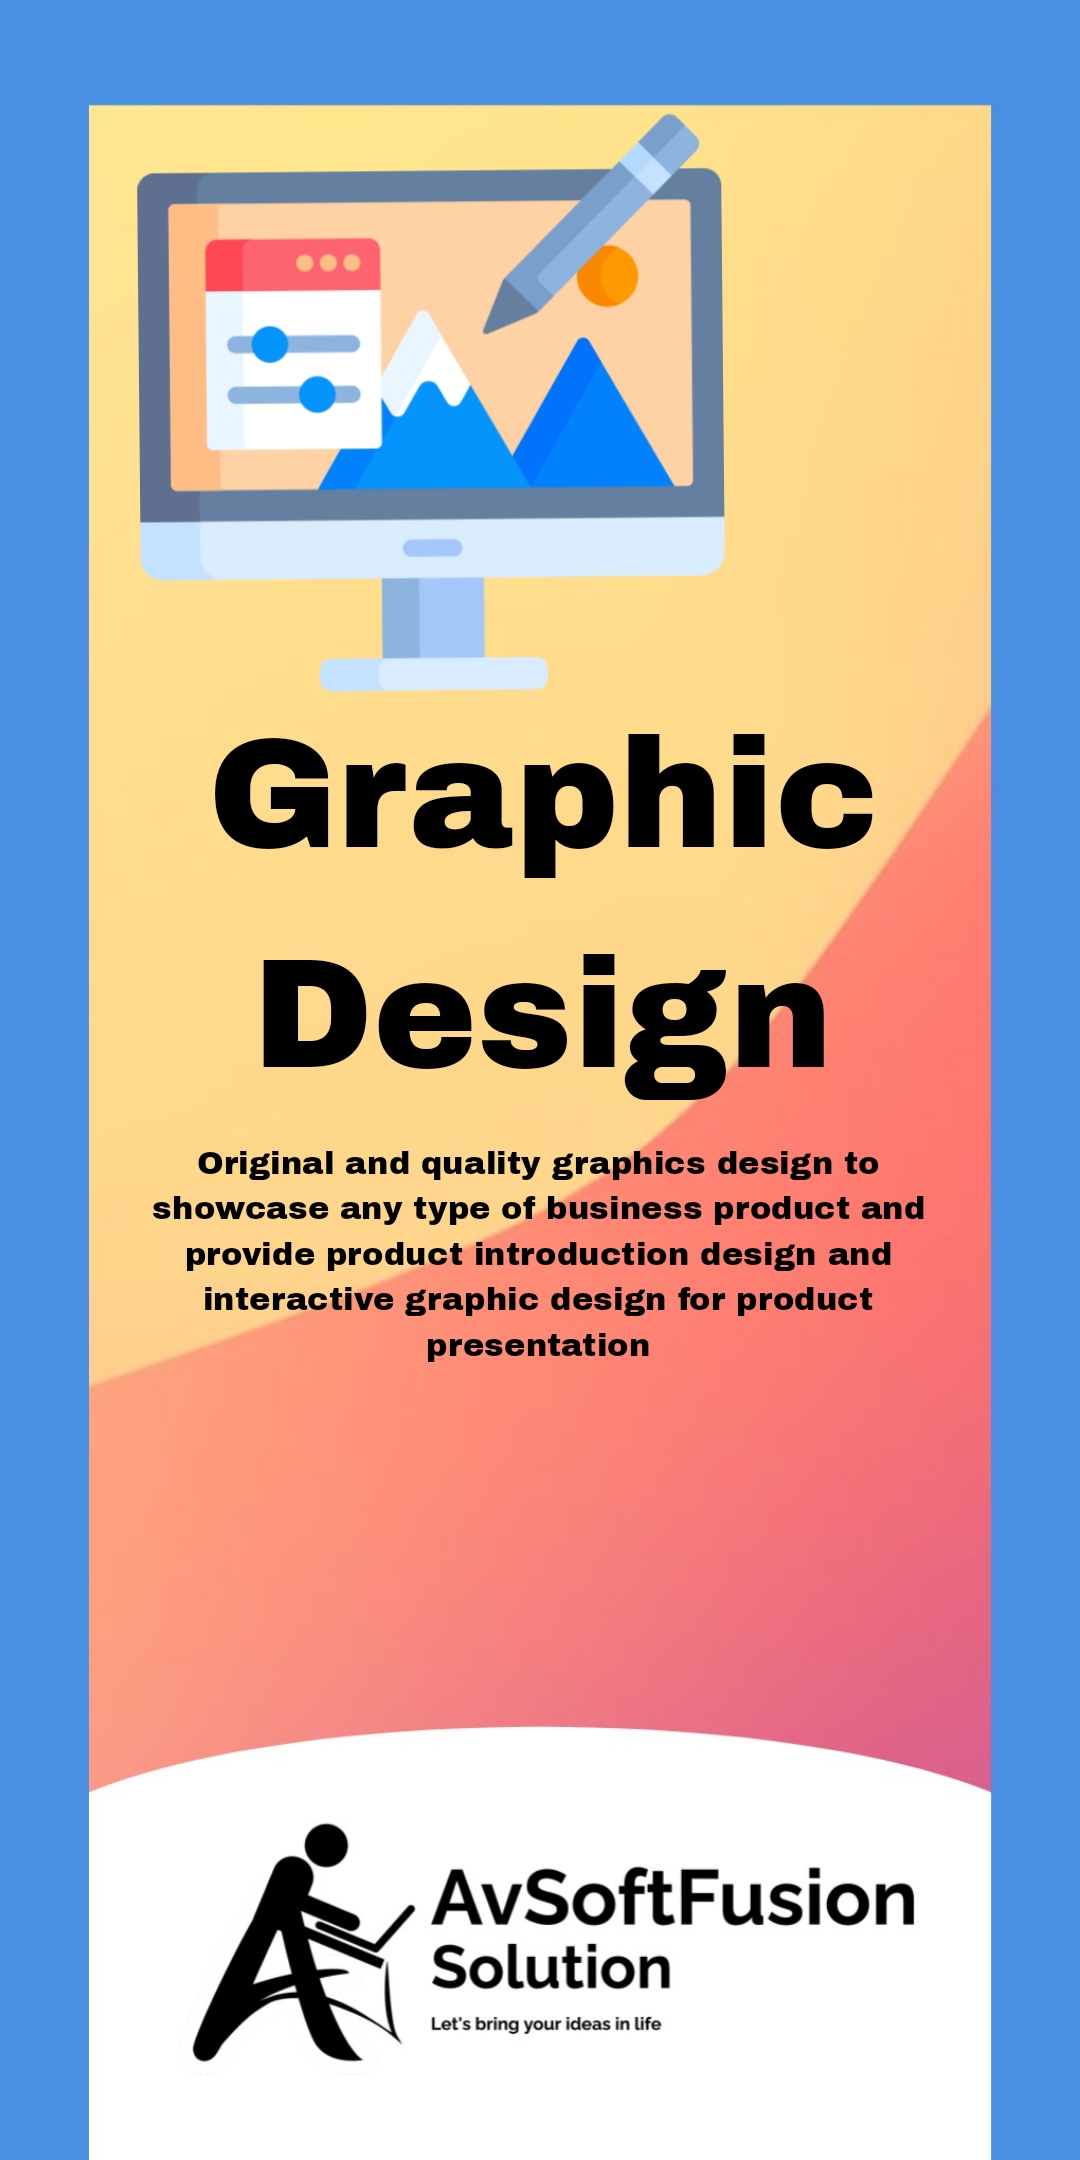 Graphic
Design
Original and quality graphics design to
showcase any type of business product and
provide product introduction design and
interactive graphic design for product
presentation
AvSoftFusion
Solution
Let's bring your ideas in life